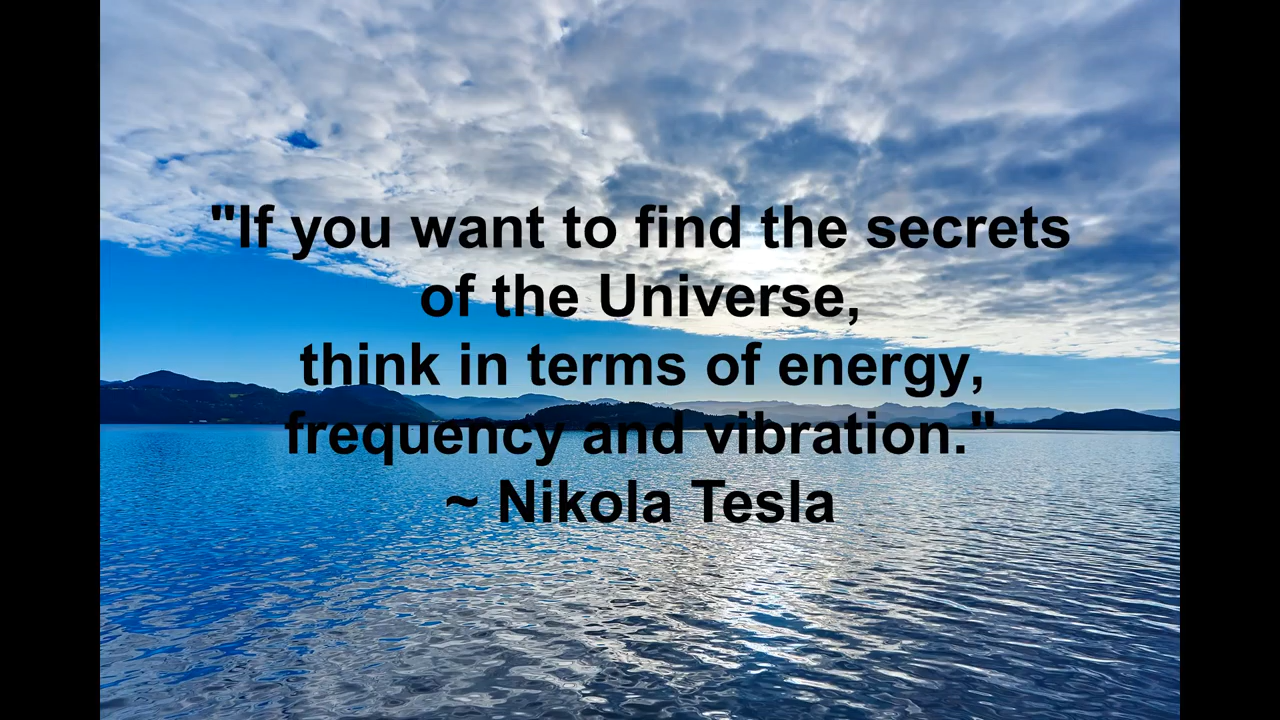 "If you want to find the secrets
of the Universe,
think in terms of energy,
frequency and vibration."
~ Nikola Tesla